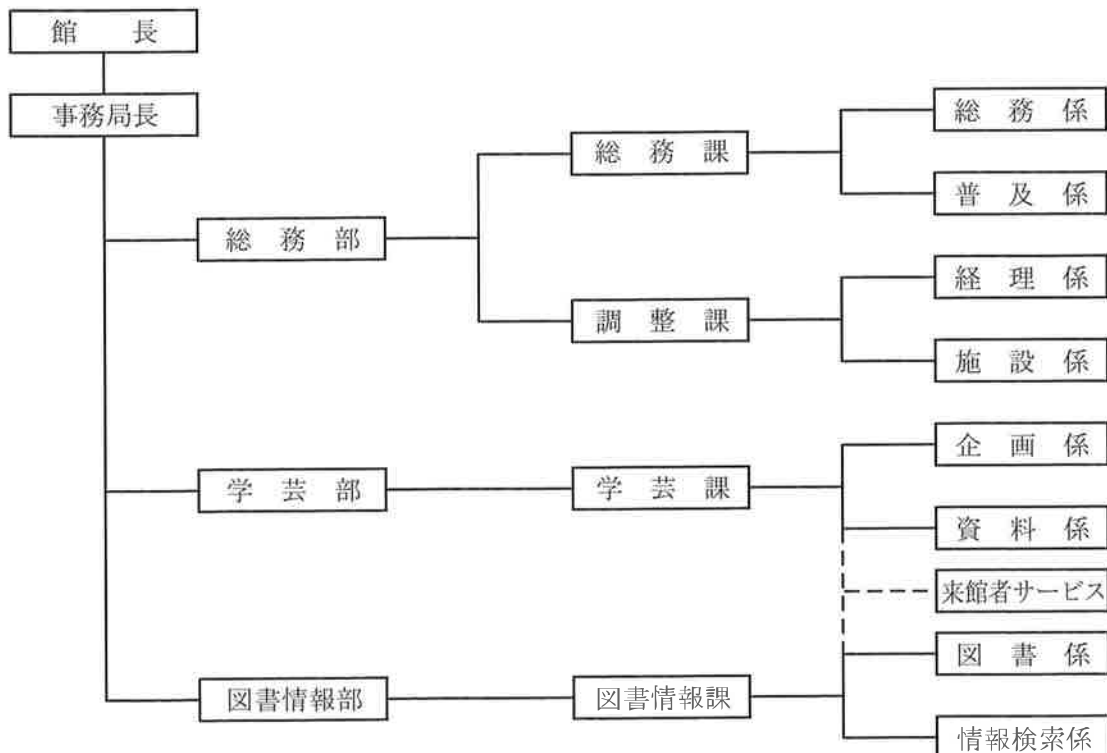 館長
事務局長
総務部
総務課
総務係
普及係
調整課
経理係
施設係
学芸部
学芸課
企画係
資料係
来館者サービス
図書情報部
図書情報課
図書係
情報検索係